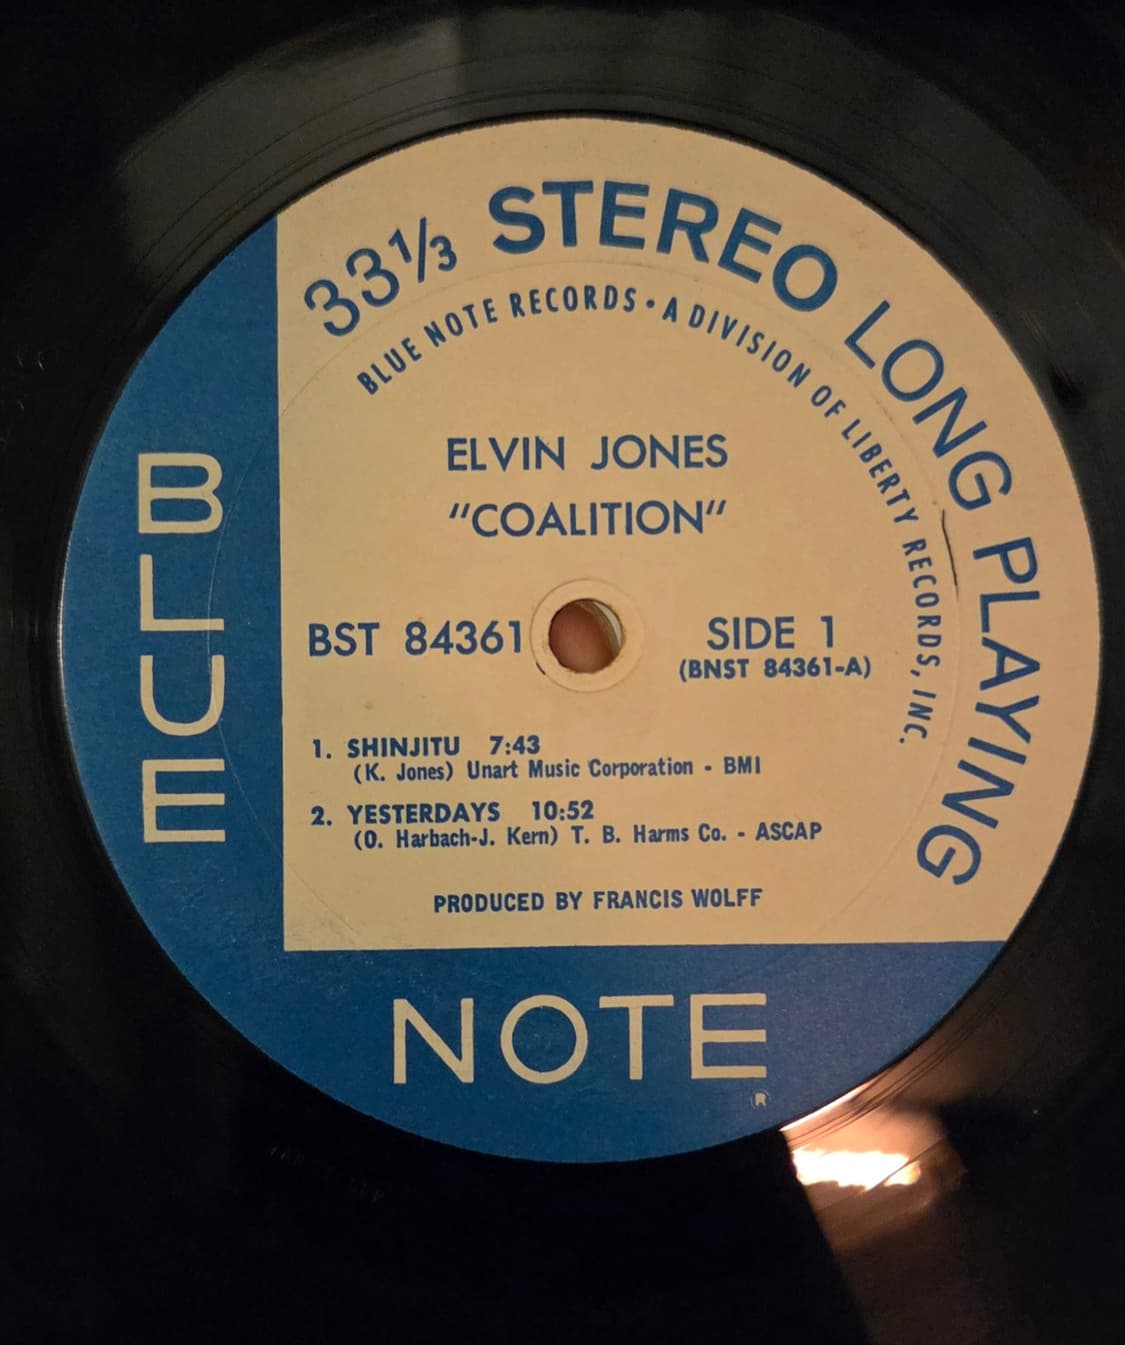 33⅓ STEREO LONG PLAYING
BLUE NOTE RECORDS • A DIVISION OF LIBERTY RECORDS, INC.
ELVIN JONES
"COALITION"
BST 84361
SIDE 1
(BNST 84361-A)
1. SHINJITU 7:43
(K. Jones) Unart Music Corporation - BMI
2. YESTERDAYS 10:52
(O. Harbach-J. Kern) T. B. Harms Co. - ASCAP
PRODUCED BY FRANCIS WOLFF
BLUE
NOTE
®